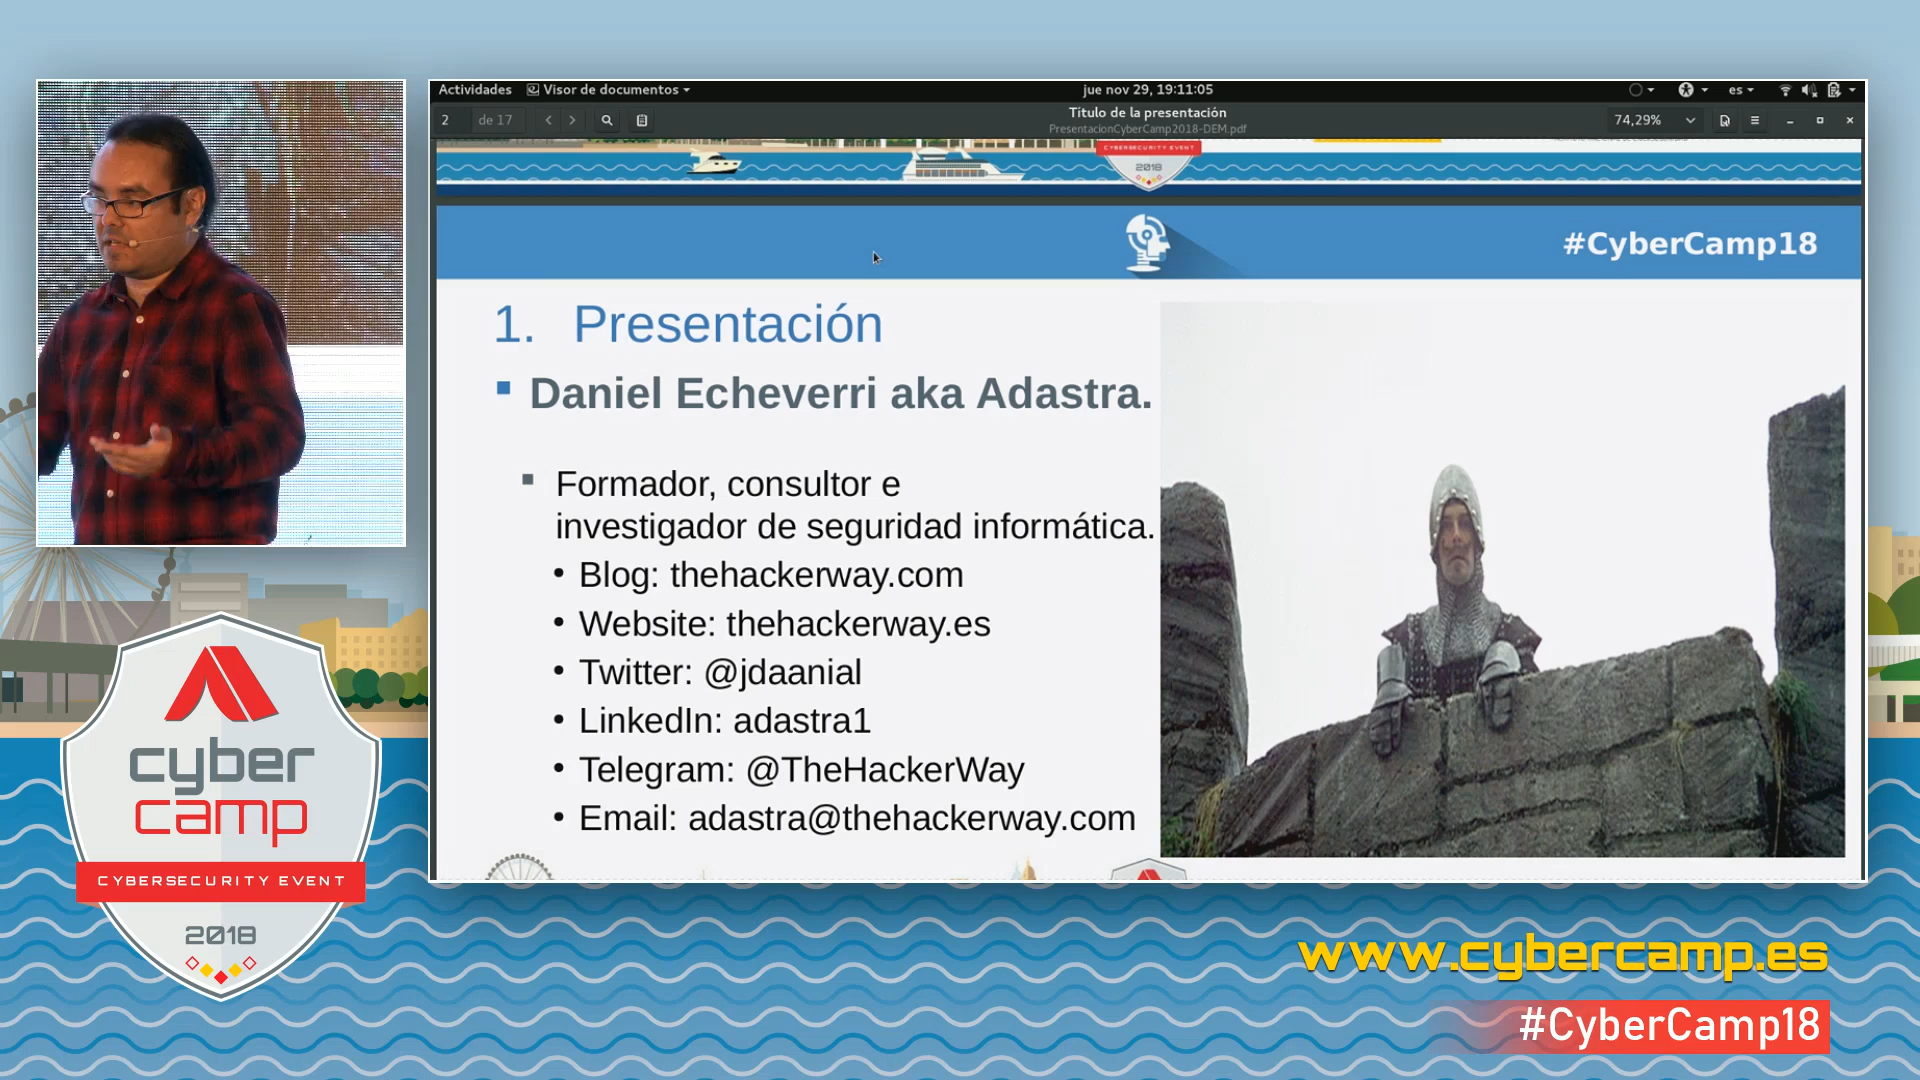 Actividades
Visor de documentos
jue nov 29, 19:11:05
es
2 de 17
Título de la presentación
PresentacionCyberCamp2018-DEM.pdf
74,29%
CYBERSECURITY EVENT
2018
#CyberCamp18
1. Presentación
Daniel Echeverri aka Adastra.
Formador, consultor e
investigador de seguridad informática.
Blog: thehackerway.com
Website: thehackerway.es
Twitter: @jdaanial
LinkedIn: adastra1
Telegram: @TheHackerWay
Email: adastra@thehackerway.com
cyber
camp
CYBERSECURITY EVENT
2018
www.cybercamp.es
#CyberCamp18